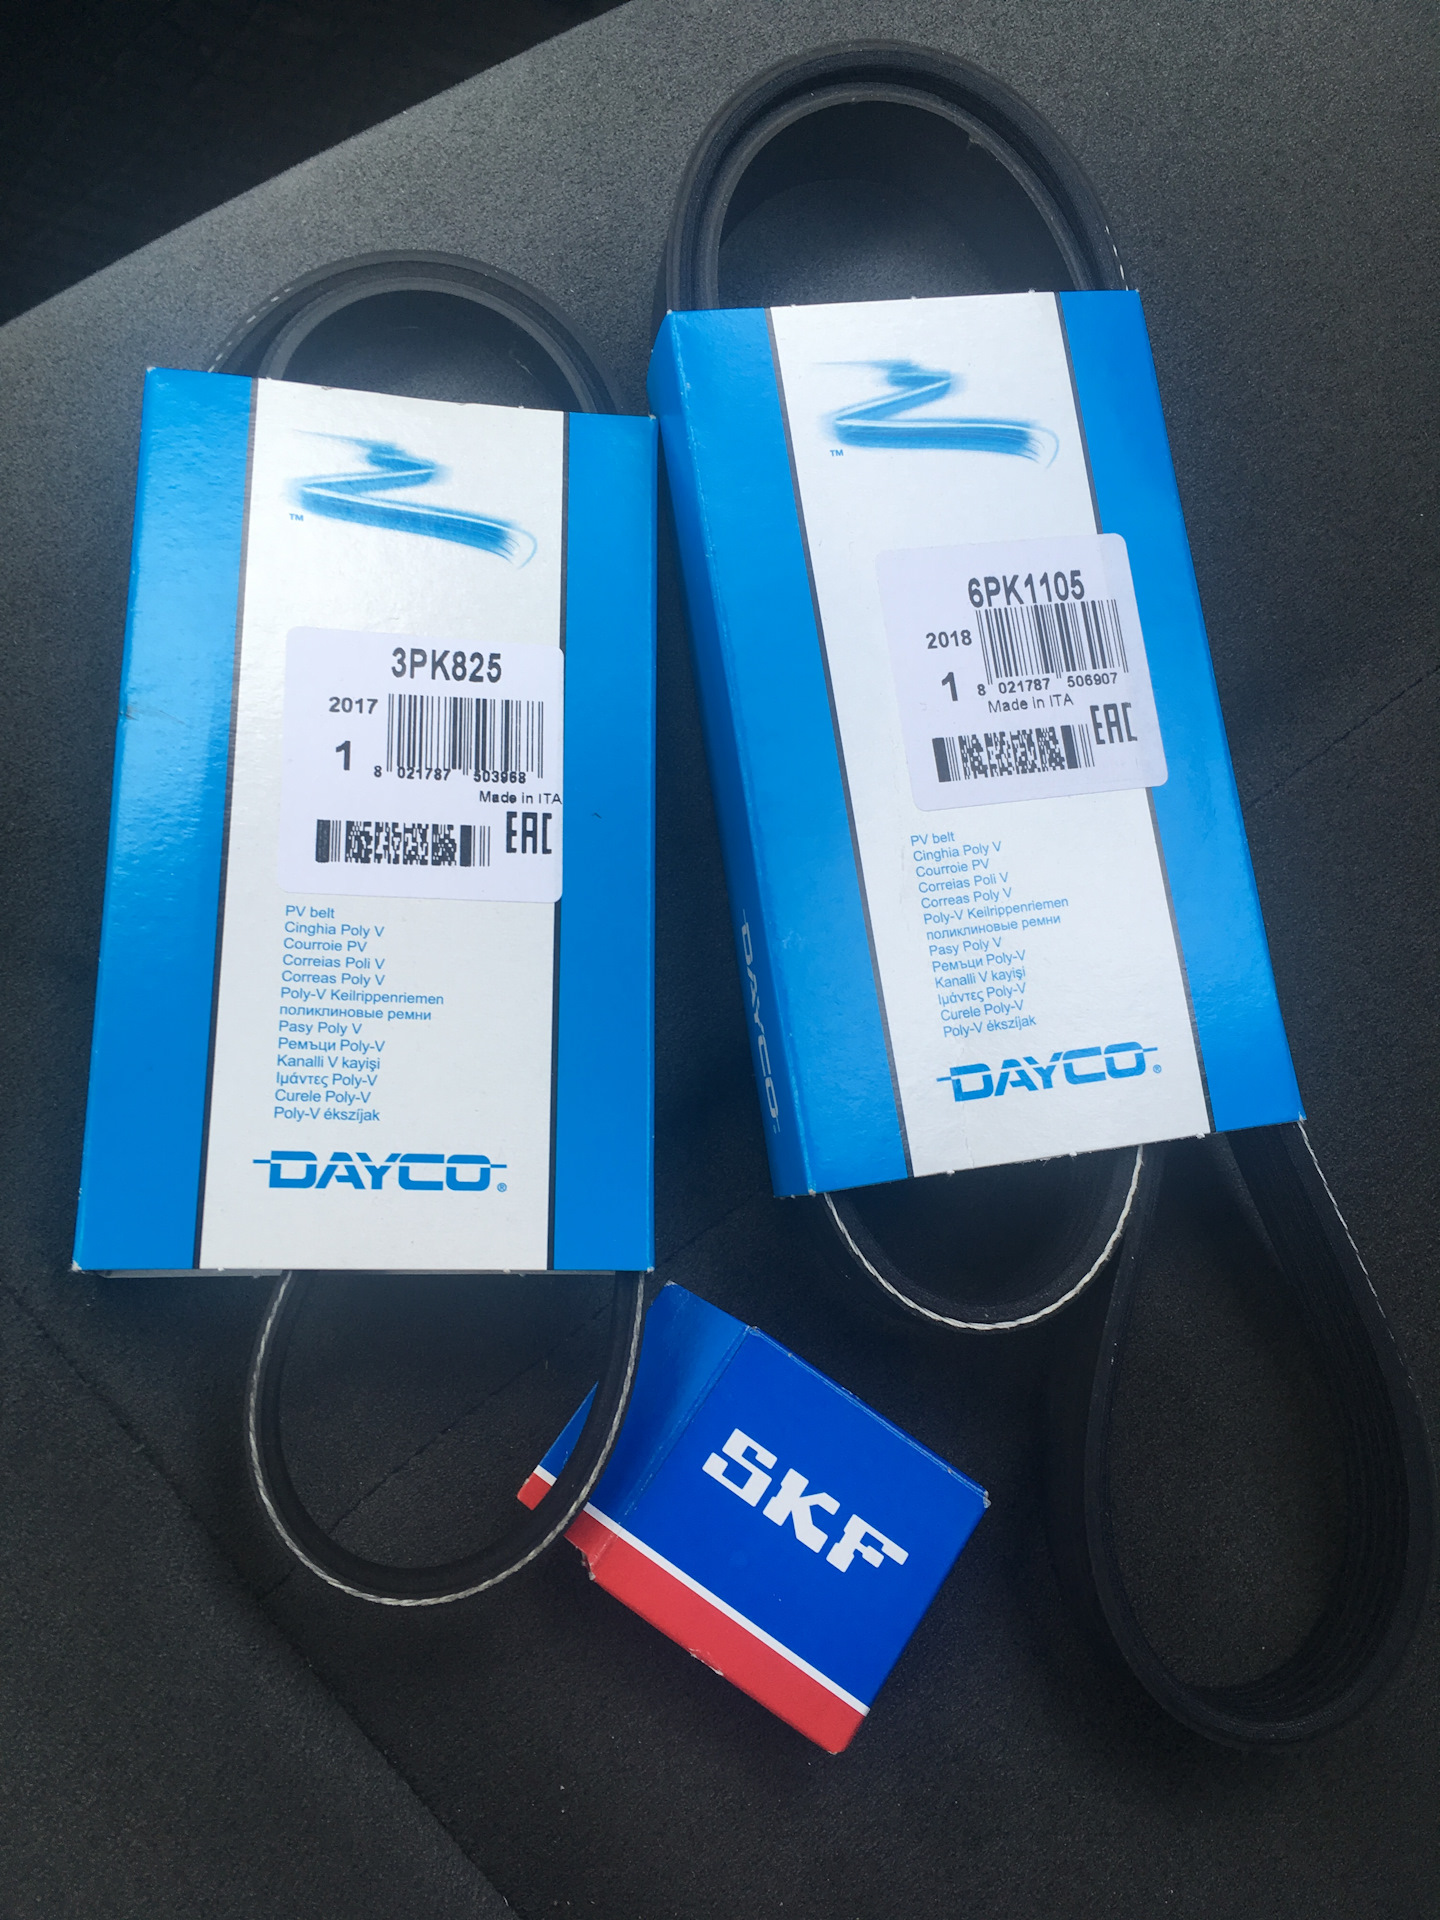 TM
3PK825
2017
1
8 021787 503968
Made in ITA
EAC
PV belt
Cinghia Poly V
Courroie PV
Correias Poli V
Correas Poly V
Poly-V Keilrippenriemen
поликлиновые ремни
Pasy Poly V
Ремъци Poly-V
Kanalli V kayişi
Ιμάντες Poly-V
Curele Poly-V
Poly-V ékszíjak
DAYCO®
TM
6PK1105
2018
1
8 021787 506907
Made in ITA
EAC
PV belt
Cinghia Poly V
Courroie PV
Correias Poli V
Correas Poly V
Poly-V Keilrippenriemen
поликлиновые ремни
Pasy Poly V
Ремъци Poly-V
Kanalli V kayişi
Ιμάντες Poly-V
Curele Poly-V
Poly-V ékszíjak
DAYCO®
DAYCO
SKF